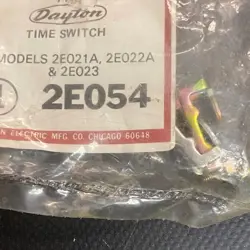 Dayton
TIME SWITCH
MODELS 2E021A, 2E022A
& 2E023
2E054
ELECTRIC MFG. CO. CHICAGO 60648